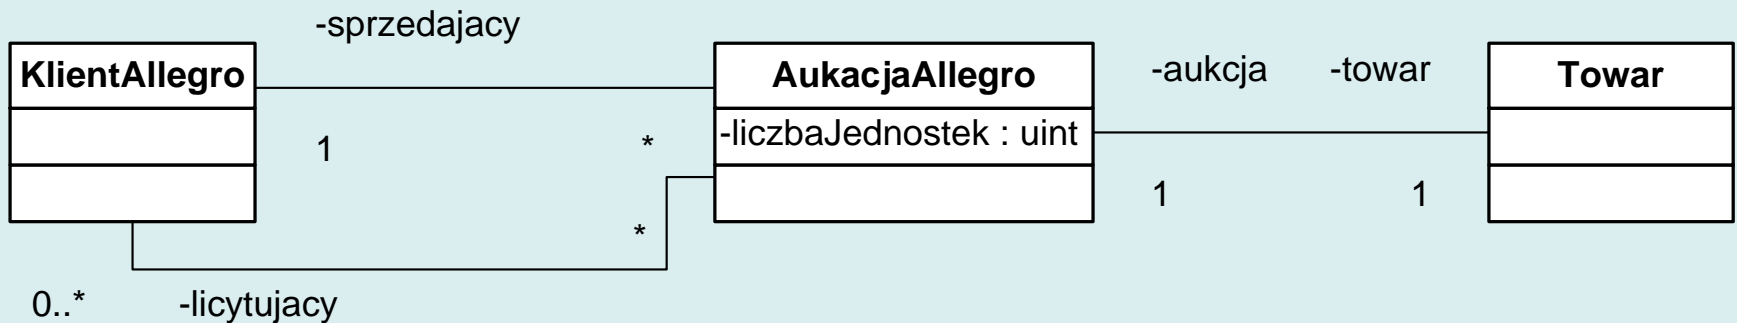 -sprzedajacy
KlientAllegro
AukacjaAllegro
-aukcja
-towar
Towar
1
*
-liczbaJednostek : uint
1
1
*
0..*
-licytujacy